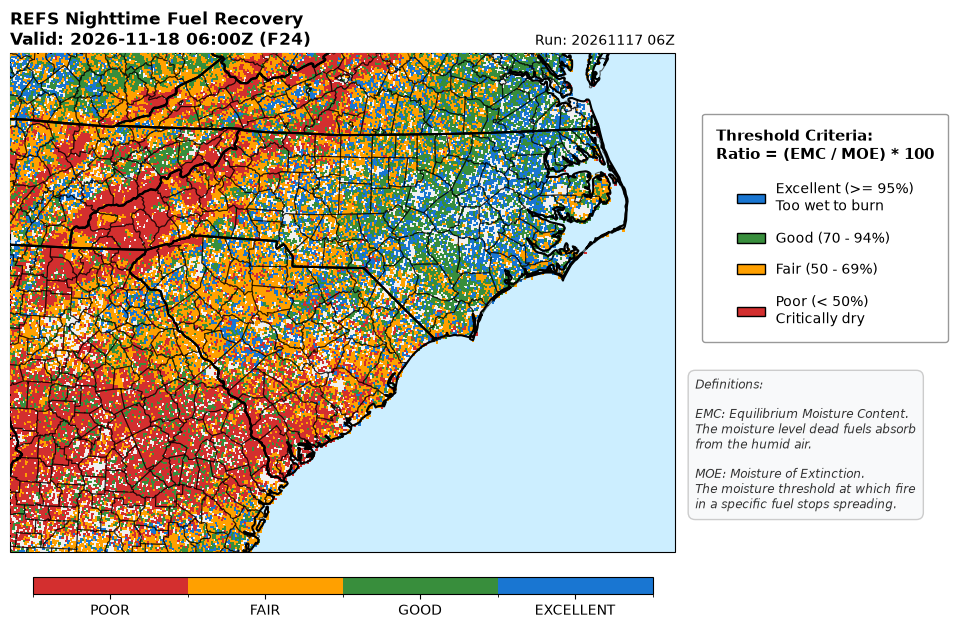 REFS Nighttime Fuel Recovery
Valid: 2026-11-18 06:00Z (F24)
Run: 20261117 06Z
Threshold Criteria:
Ratio = (EMC / MOE) * 100
Excellent (>= 95%)
Too wet to burn
Good (70 - 94%)
Fair (50 - 69%)
Poor (< 50%)
Critically dry
Definitions:
EMC: Equilibrium Moisture Content.
The moisture level dead fuels absorb
from the humid air.
MOE: Moisture of Extinction.
The moisture threshold at which fire
in a specific fuel stops spreading.
POOR
FAIR
GOOD
EXCELLENT